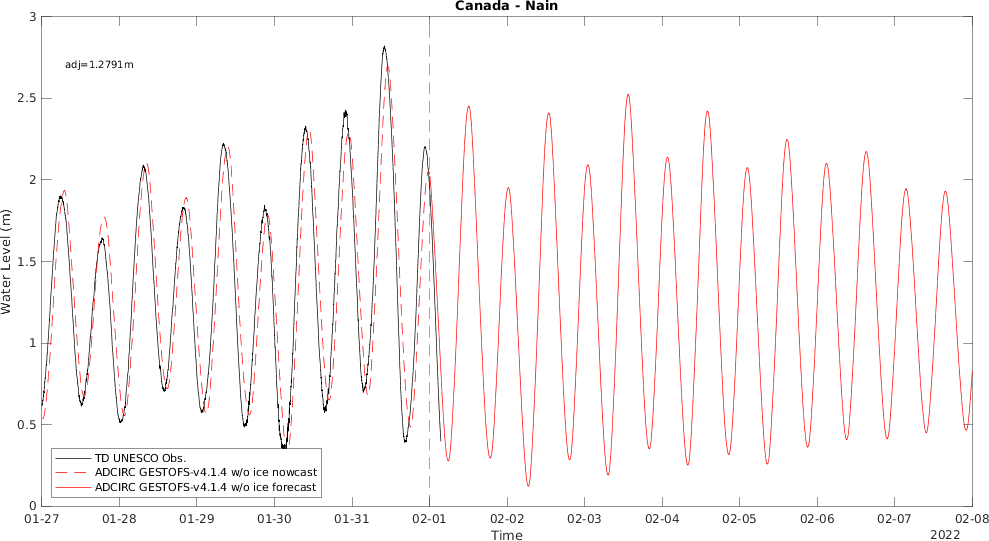 Canada - Nain
3
adj=1.2791m
2.5
2
1.5
1
0.5
0
Water Level (m)
TD UNESCO Obs.
ADCIRC GESTOFS-v4.1.4 w/o ice nowcast
ADCIRC GESTOFS-v4.1.4 w/o ice forecast
01-27 01-28 01-29 01-30 01-31 02-01 02-02 02-03 02-04 02-05 02-06 02-07 02-08
Time
2022